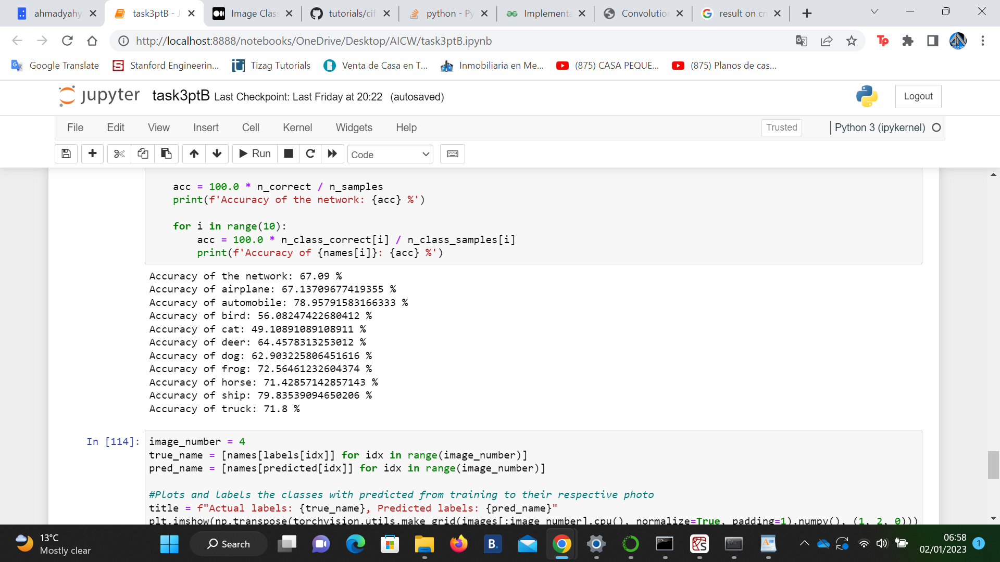 ahmadyahy
task3ptB - J
Image Clas
tutorials/cif
python - Py
Implementa
Convolution
result on cn
http://localhost:8888/notebooks/OneDrive/Desktop/AICW/task3ptB.ipynb
Google Translate
Stanford Engineerin...
Tizag Tutorials
Venta de Casa en T...
Inmobiliaria en Me...
(875) CASA PEQUE...
(875) Planos de cas...
jupyter task3ptB Last Checkpoint: Last Friday at 20:22 (autosaved)
Logout
File Edit View Insert Cell Kernel Widgets Help
Trusted
Python 3 (ipykernel)
Run
Code
acc = 100.0 * n_correct / n_samples
print(f'Accuracy of the network: {acc} %')
for i in range(10):
acc = 100.0 * n_class_correct[i] / n_class_samples[i]
print(f'Accuracy of {names[i]}: {acc} %')
Accuracy of the network: 67.09 %
Accuracy of airplane: 67.13709677419355 %
Accuracy of automobile: 78.95791583166333 %
Accuracy of bird: 56.08247422680412 %
Accuracy of cat: 49.10891089108911 %
Accuracy of deer: 64.4578313253012 %
Accuracy of dog: 62.903225806451616 %
Accuracy of frog: 72.56461232604374 %
Accuracy of horse: 71.42857142857143 %
Accuracy of ship: 79.83539094650206 %
Accuracy of truck: 71.8 %
In [114]:
image_number = 4
true_name = [names[labels[idx]] for idx in range(image_number)]
pred_name = [names[predicted[idx]] for idx in range(image_number)]
#Plots and labels the classes with predicted from training to their respective photo
title = f"Actual labels: {true_name}, Predicted labels: {pred_name}"
plt.imshow(np.transpose(torchvision.utils.make_grid(images[:image_number].cpu(), normalize=True, padding=1).numpy(), (1, 2, 0)))
13°C
Mostly clear
Search
06:58
02/01/2023
1